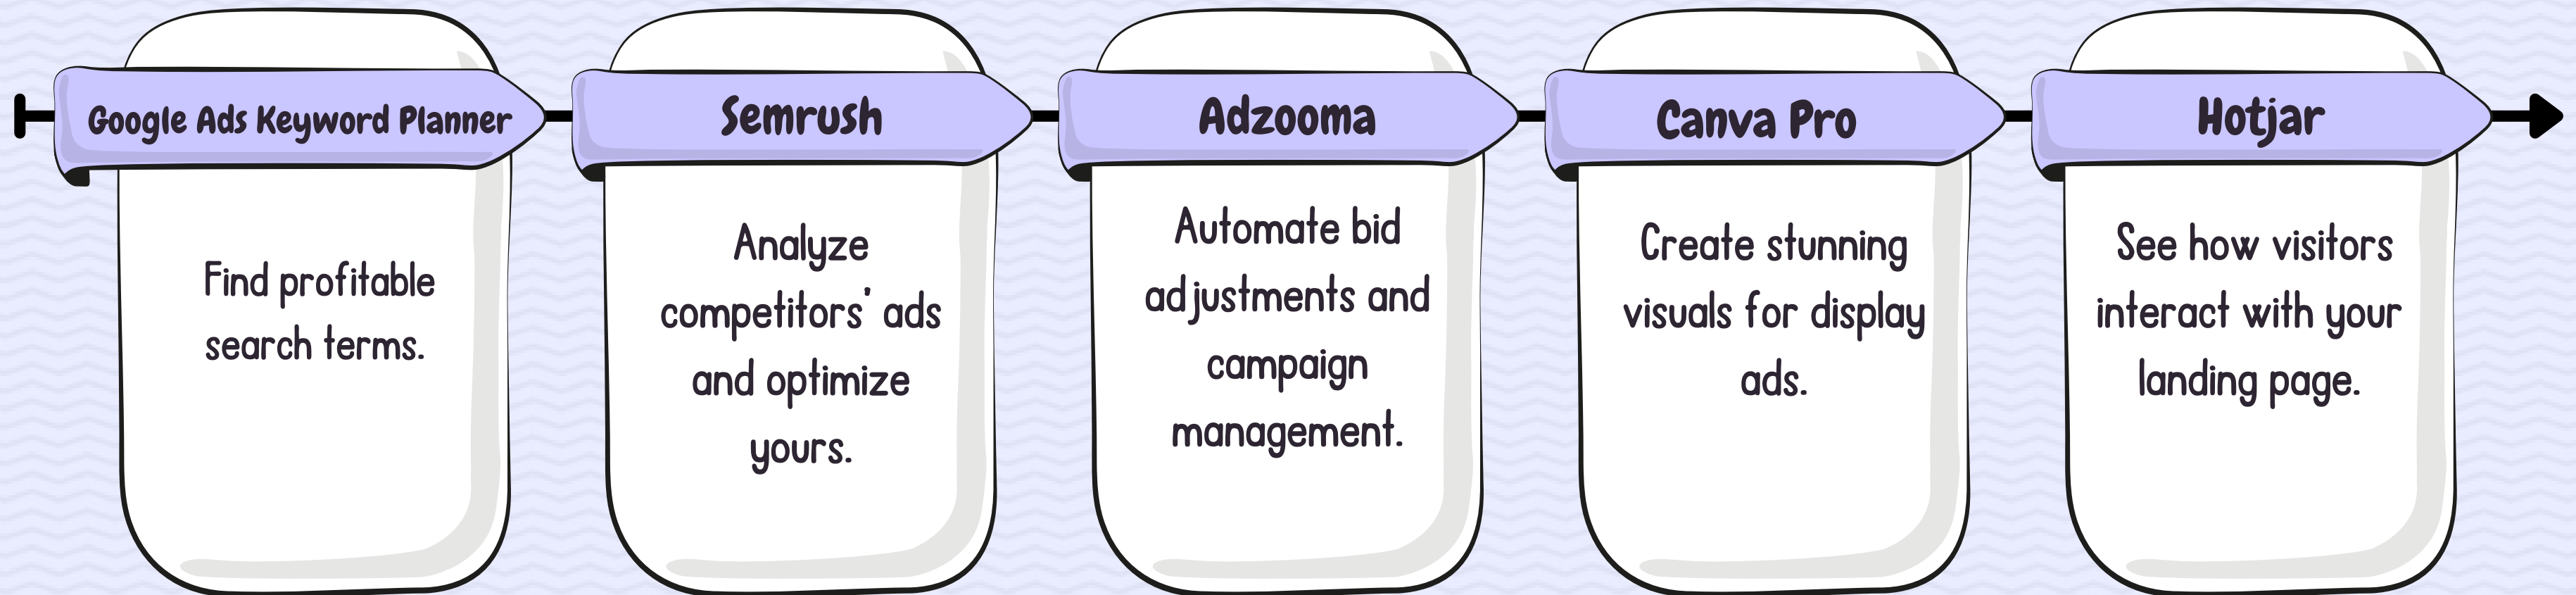 Google Ads Keyword Planner
Find profitable
search terms.
Semrush
Analyze
competitors' ads
and optimize
yours.
Adzooma
Automate bid
adjustments and
campaign
management.
Canva Pro
Create stunning
visuals for display
ads.
Hotjar
See how visitors
interact with your
landing page.